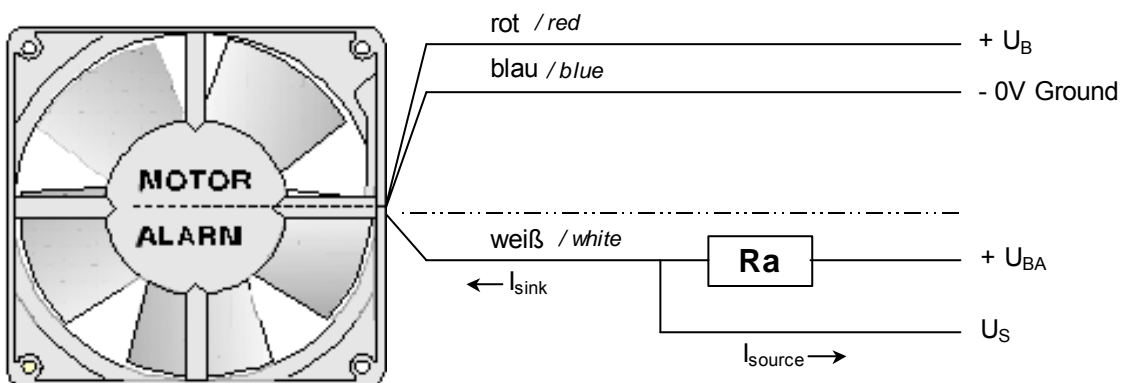 rot / red
+ U_B
blau / blue
- 0V Ground
MOTOR
ALARM
weiß / white
Ra
+ U_BA
I_sink
U_S
I_source